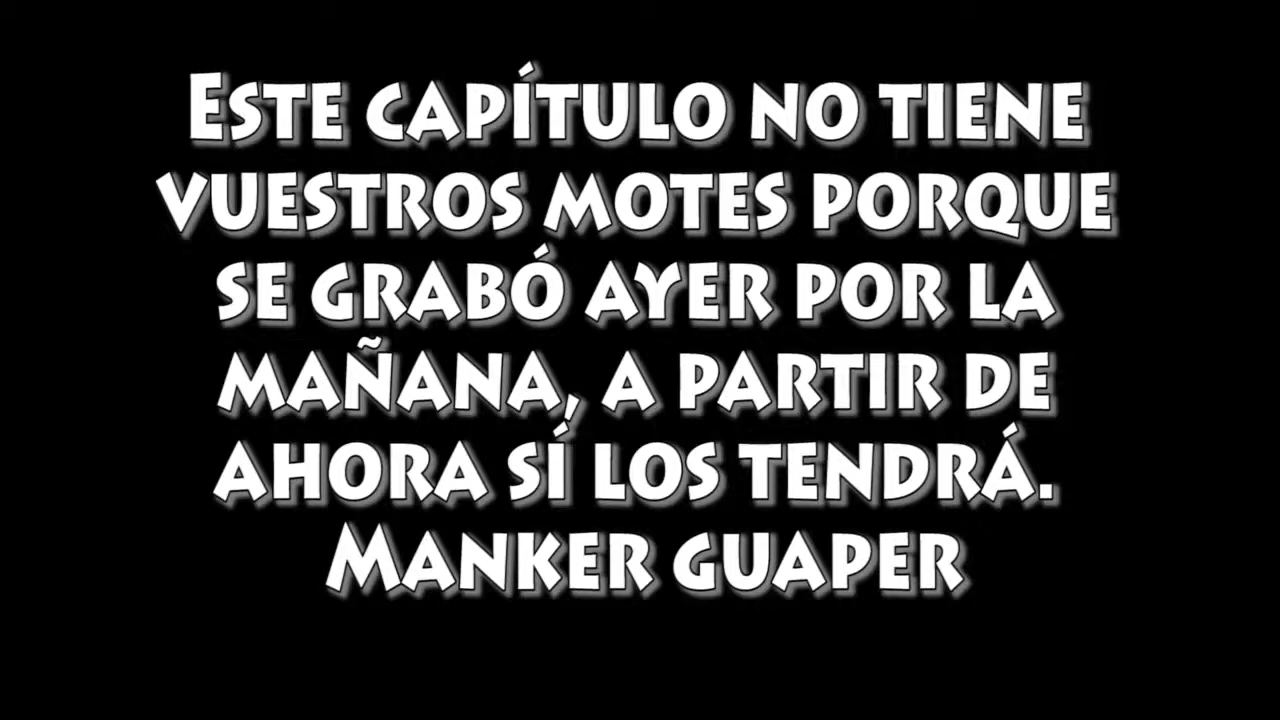 Este capítulo no tiene
vuestros motes porque
se grabó ayer por la
mañana, a partir de
ahora sí los tendrá.
Manker guaper